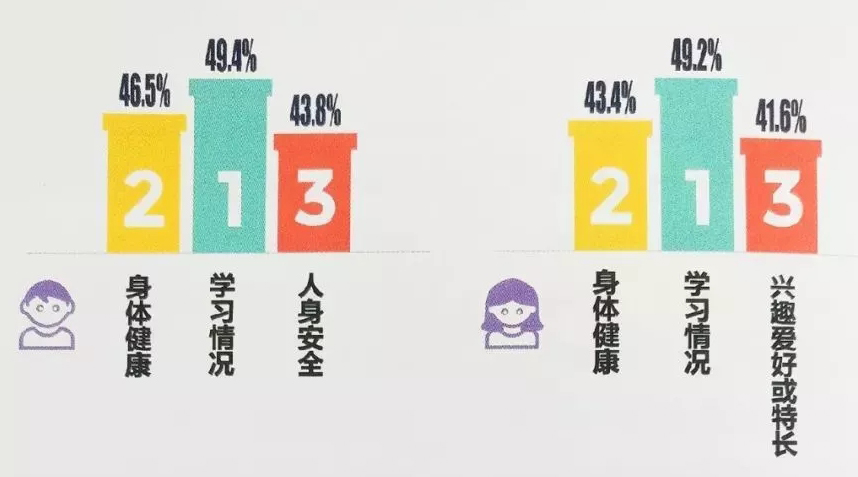 46.5%
49.4%
43.8%
2
1
3
身体健康
学习情况
人身安全
43.4%
49.2%
41.6%
2
1
3
身体健康
学习情况
兴趣爱好或特长